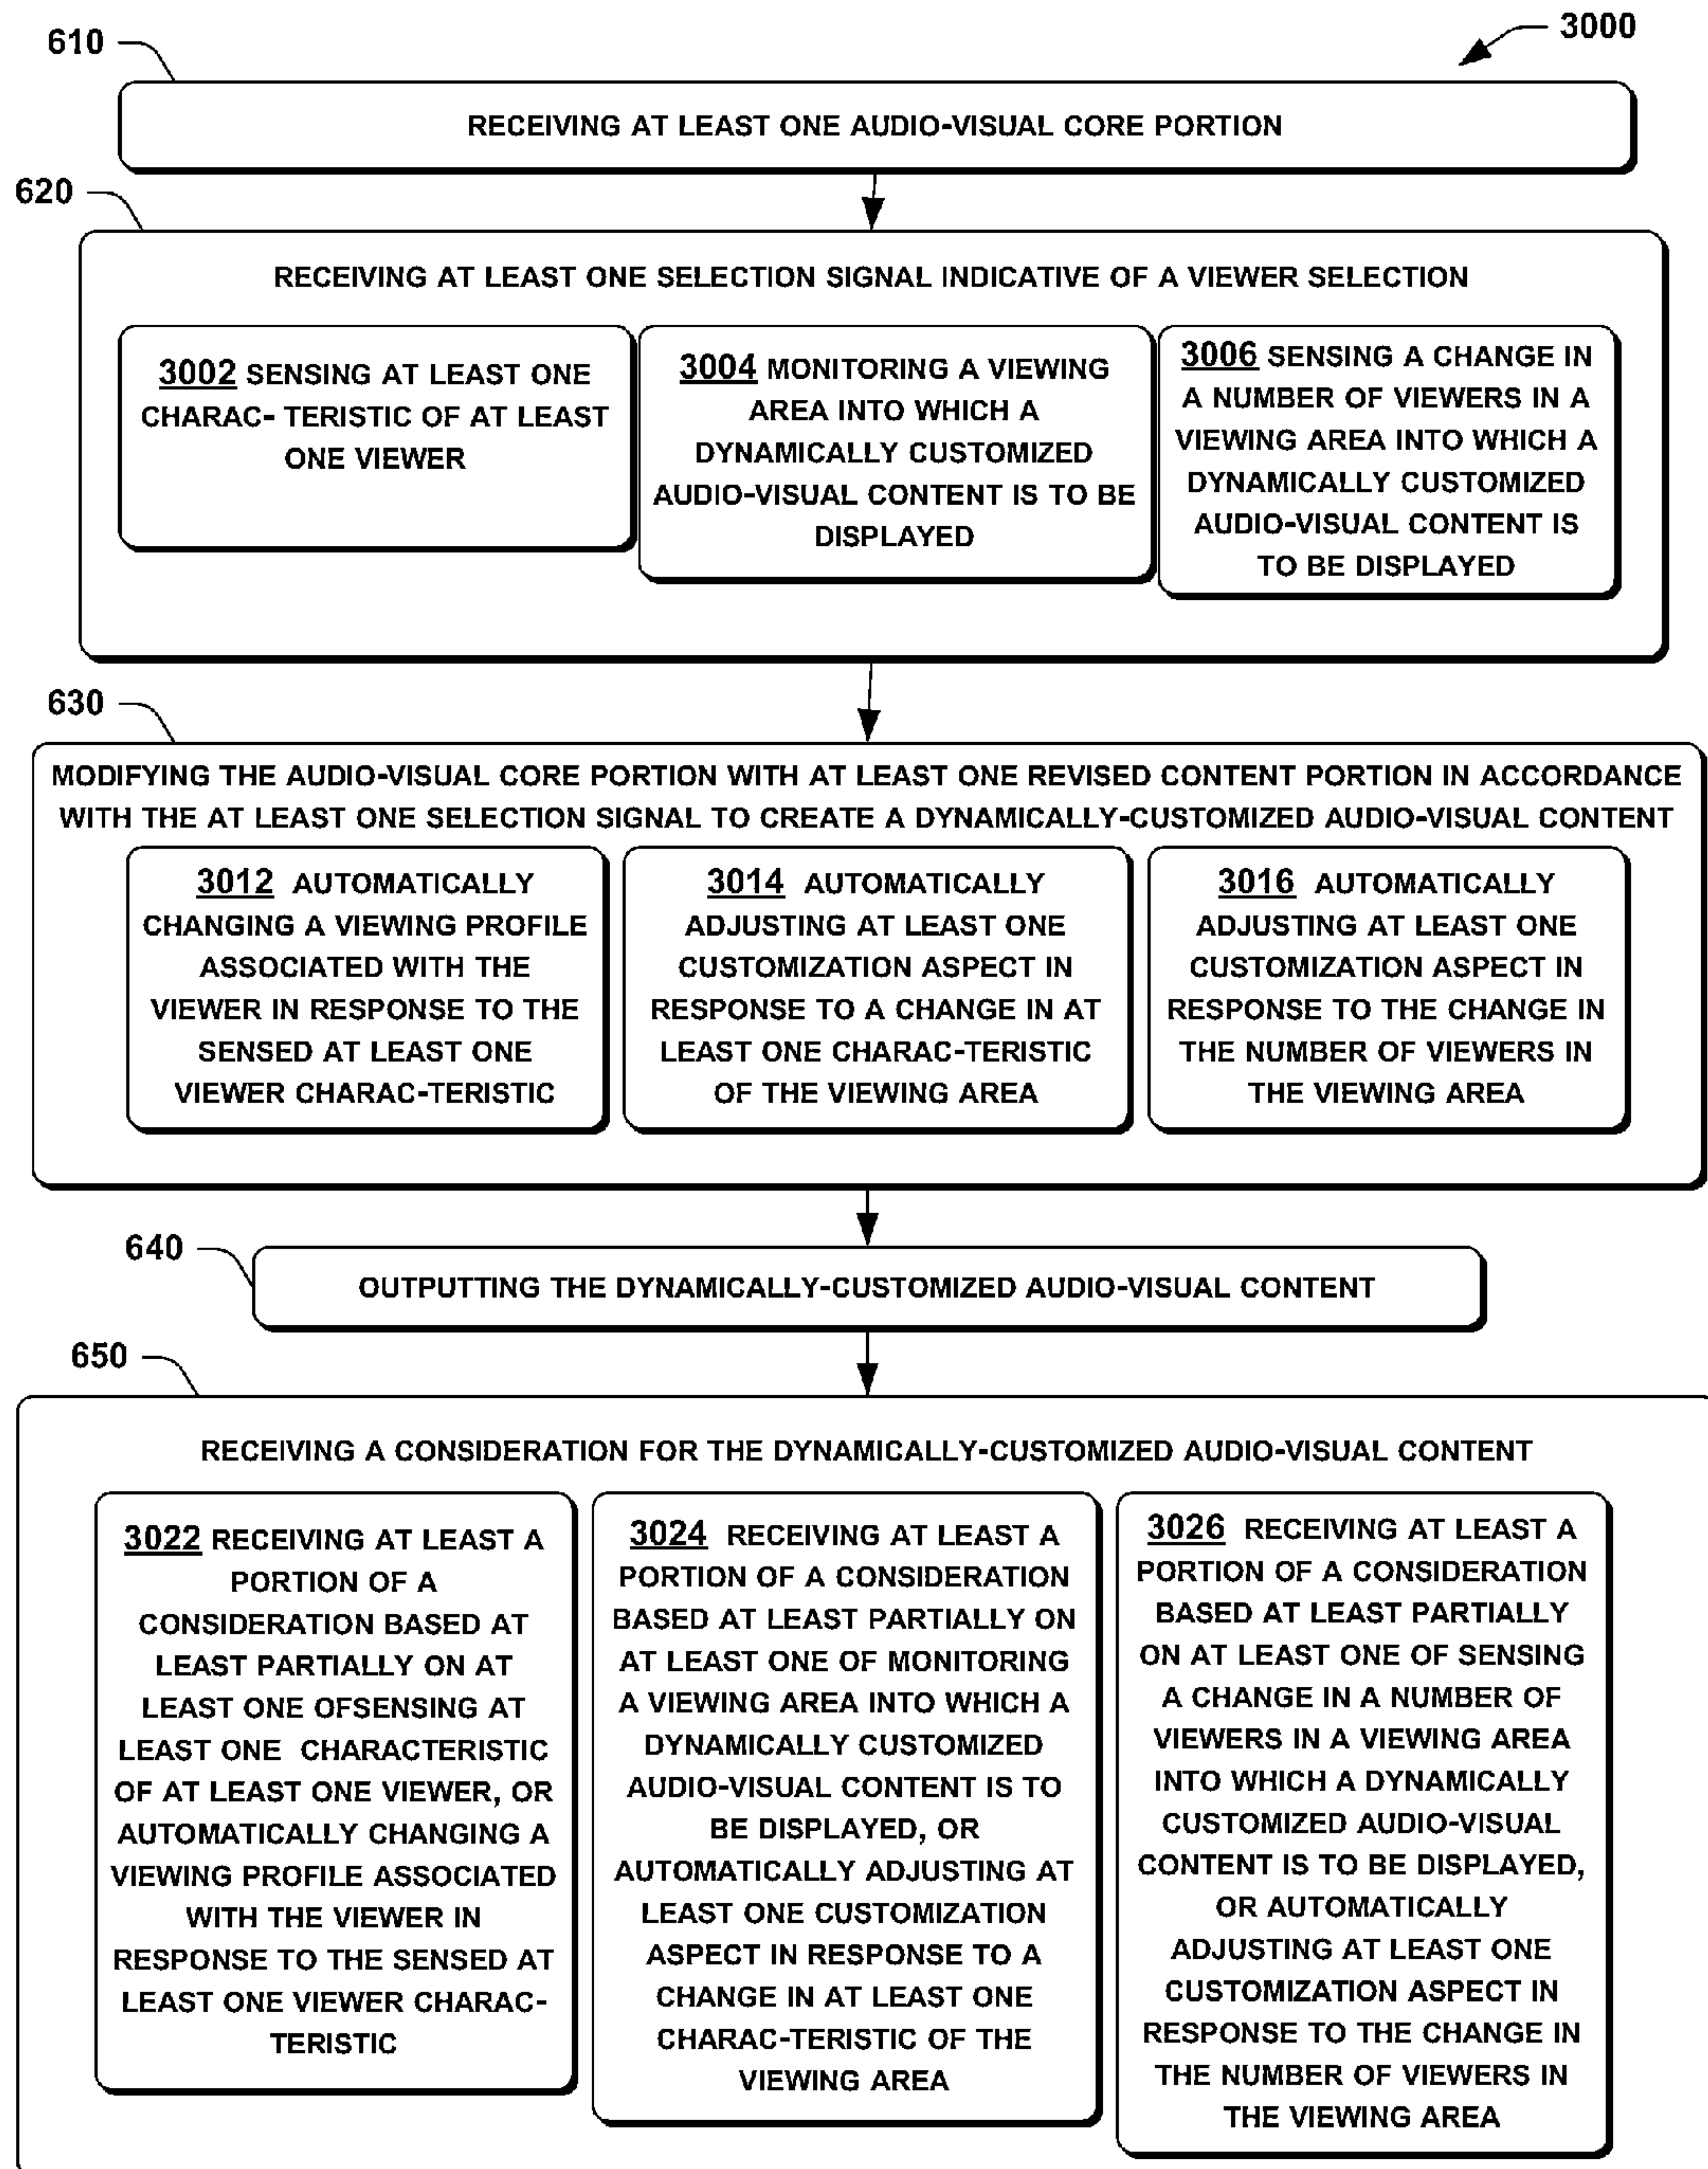 610
3000
RECEIVING AT LEAST ONE AUDIO-VISUAL CORE PORTION
620
RECEIVING AT LEAST ONE SELECTION SIGNAL INDICATIVE OF A VIEWER SELECTION
3002 SENSING AT LEAST ONE
CHARAC- TERISTIC OF AT LEAST
ONE VIEWER
3004 MONITORING A VIEWING
AREA INTO WHICH A
DYNAMICALLY CUSTOMIZED
AUDIO-VISUAL CONTENT IS TO BE
DISPLAYED
3006 SENSING A CHANGE IN
A NUMBER OF VIEWERS IN A
VIEWING AREA INTO WHICH A
DYNAMICALLY CUSTOMIZED
AUDIO-VISUAL CONTENT IS
TO BE DISPLAYED
630
MODIFYING THE AUDIO-VISUAL CORE PORTION WITH AT LEAST ONE REVISED CONTENT PORTION IN ACCORDANCE
WITH THE AT LEAST ONE SELECTION SIGNAL TO CREATE A DYNAMICALLY-CUSTOMIZED AUDIO-VISUAL CONTENT
3012 AUTOMATICALLY
CHANGING A VIEWING PROFILE
ASSOCIATED WITH THE
VIEWER IN RESPONSE TO THE
SENSED AT LEAST ONE
VIEWER CHARAC-TERISTIC
3014 AUTOMATICALLY
ADJUSTING AT LEAST ONE
CUSTOMIZATION ASPECT IN
RESPONSE TO A CHANGE IN AT
LEAST ONE CHARAC-TERISTIC
OF THE VIEWING AREA
3016 AUTOMATICALLY
ADJUSTING AT LEAST ONE
CUSTOMIZATION ASPECT IN
RESPONSE TO THE CHANGE IN
THE NUMBER OF VIEWERS IN
THE VIEWING AREA
640
OUTPUTTING THE DYNAMICALLY-CUSTOMIZED AUDIO-VISUAL CONTENT
650
RECEIVING A CONSIDERATION FOR THE DYNAMICALLY-CUSTOMIZED AUDIO-VISUAL CONTENT
3022 RECEIVING AT LEAST A
PORTION OF A
CONSIDERATION BASED AT
LEAST PARTIALLY ON AT
LEAST ONE OFSENSING AT
LEAST ONE CHARACTERISTIC
OF AT LEAST ONE VIEWER, OR
AUTOMATICALLY CHANGING A
VIEWING PROFILE ASSOCIATED
WITH THE VIEWER IN
RESPONSE TO THE SENSED AT
LEAST ONE VIEWER CHARAC-
TERISTIC
3024 RECEIVING AT LEAST A
PORTION OF A CONSIDERATION
BASED AT LEAST PARTIALLY ON
AT LEAST ONE OF MONITORING
A VIEWING AREA INTO WHICH A
DYNAMICALLY CUSTOMIZED
AUDIO-VISUAL CONTENT IS TO
BE DISPLAYED, OR
AUTOMATICALLY ADJUSTING AT
LEAST ONE CUSTOMIZATION
ASPECT IN RESPONSE TO A
CHANGE IN AT LEAST ONE
CHARAC-TERISTIC OF THE
VIEWING AREA
3026 RECEIVING AT LEAST A
PORTION OF A CONSIDERATION
BASED AT LEAST PARTIALLY
ON AT LEAST ONE OF SENSING
A CHANGE IN A NUMBER OF
VIEWERS IN A VIEWING AREA
INTO WHICH A DYNAMICALLY
CUSTOMIZED AUDIO-VISUAL
CONTENT IS TO BE DISPLAYED,
OR AUTOMATICALLY
ADJUSTING AT LEAST ONE
CUSTOMIZATION ASPECT IN
RESPONSE TO THE CHANGE IN
THE NUMBER OF VIEWERS IN
THE VIEWING AREA